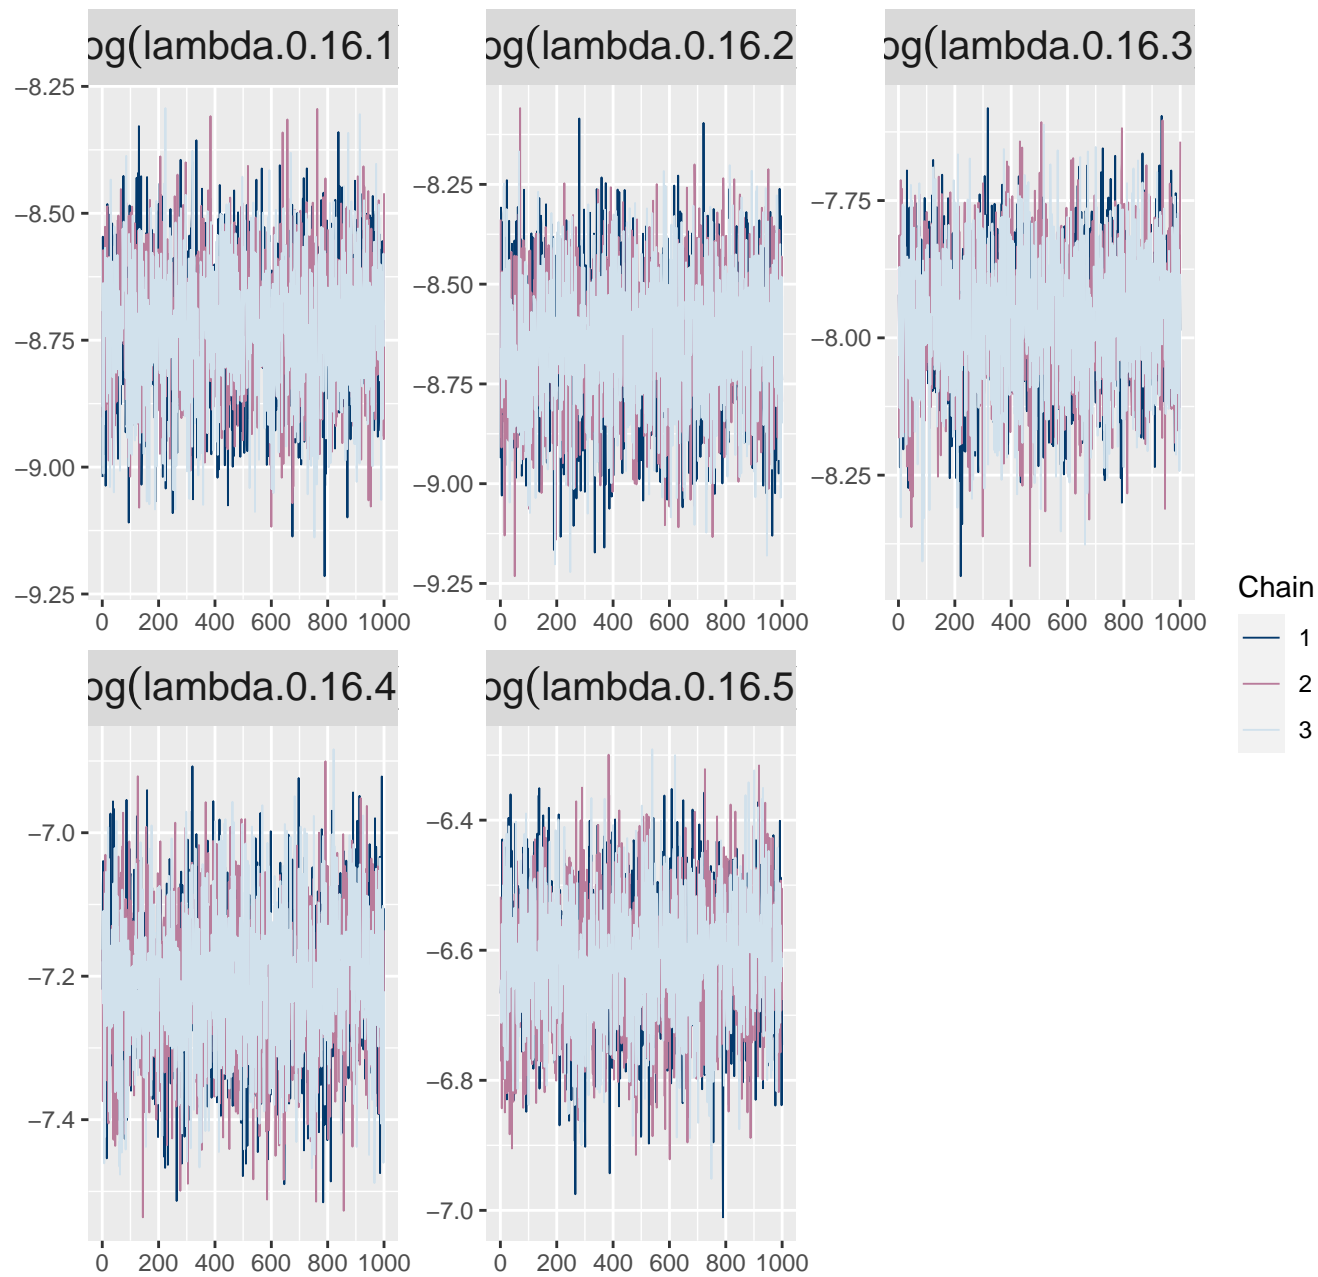 og(lambda.0.16.1
og(lambda.0.16.2
og(lambda.0.16.3
−8.25
−8.50
−8.75
−9.00
−9.25
0 200 400 600 800 1000
−8.25
−8.50
−8.75
−9.00
−9.25
0 200 400 600 800 1000
−7.75
−8.00
−8.25
0 200 400 600 800 1000
og(lambda.0.16.4
og(lambda.0.16.5
−7.0
−7.2
−7.4
0 200 400 600 800 1000
−6.4
−6.6
−6.8
−7.0
0 200 400 600 800 1000
Chain
1
2
3